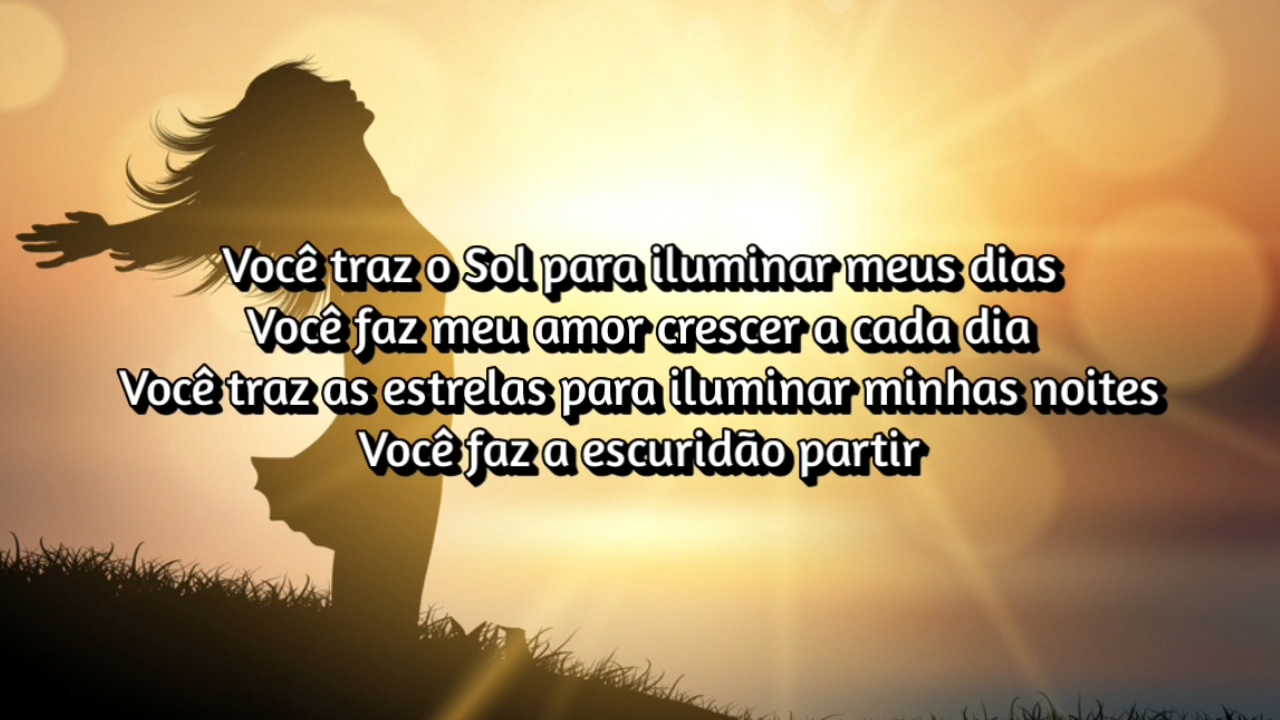 Você traz o Sol para iluminar meus dias
Você faz meu amor crescer a cada dia
Você traz as estrelas para iluminar minhas noites
Você faz a escuridão partir